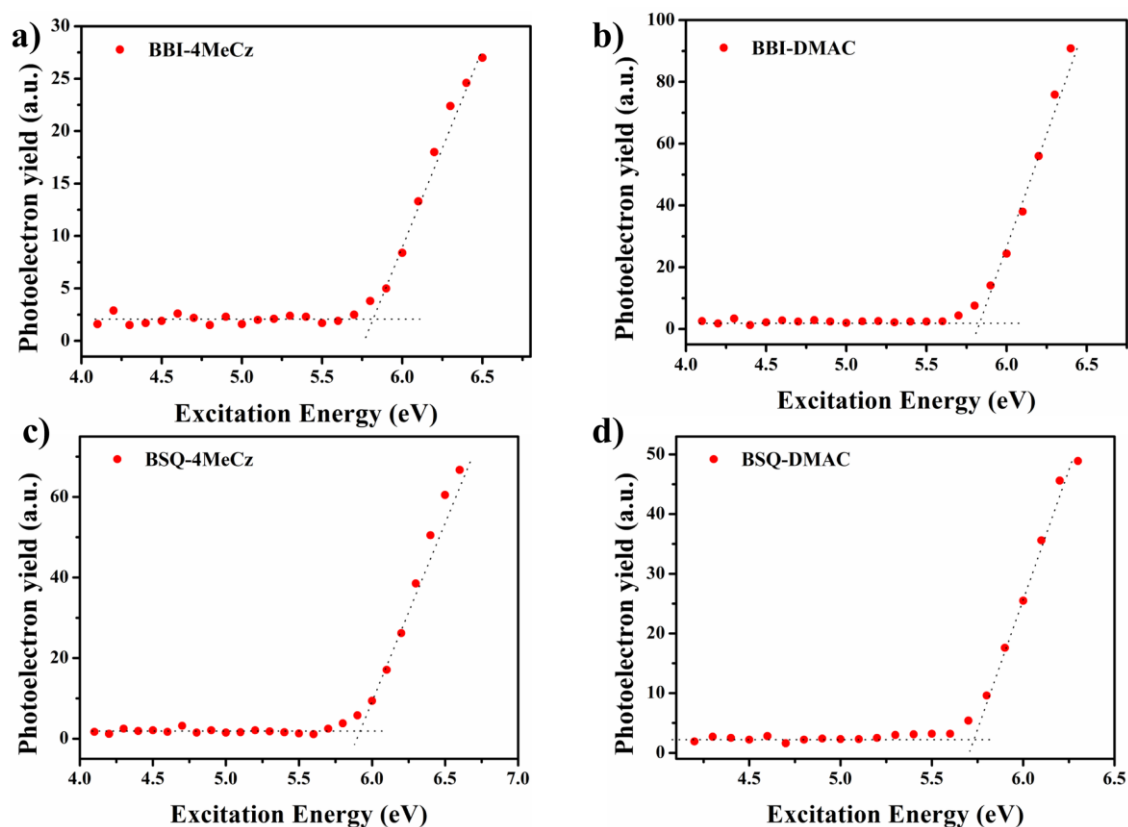 a)
BBI-4MeCz
Photoelectron yield (a.u.)
30
25
20
15
10
5
0
4.0 4.5 5.0 5.5 6.0 6.5
Excitation Energy (eV)
b)
BBI-DMAC
Photoelectron yield (a.u.)
100
80
60
40
20
0
4.0 4.5 5.0 5.5 6.0 6.5
Excitation Energy (eV)
c)
BSQ-4MeCz
Photoelectron yield (a.u.)
60
40
20
0
4.0 4.5 5.0 5.5 6.0 6.5 7.0
Excitation Energy (eV)
d)
BSQ-DMAC
Photoelectron yield (a.u.)
50
40
30
20
10
0
4.5 5.0 5.5 6.0 6.5
Excitation Energy (eV)